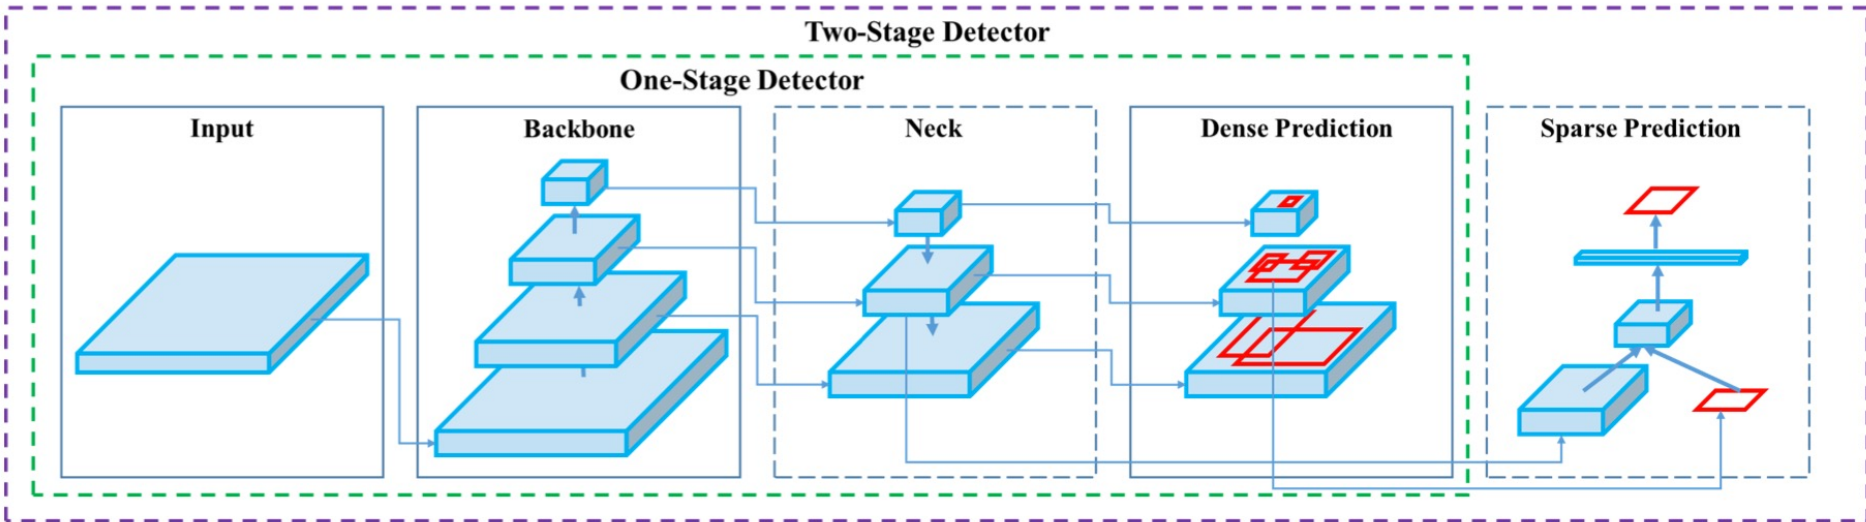 Two-Stage Detector
One-Stage Detector
Input
Backbone
Neck
Dense Prediction
Sparse Prediction